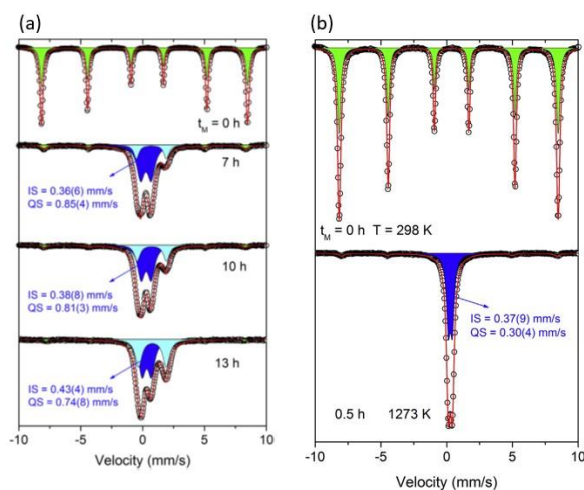 (a)
t_M = 0 h
7 h
IS = 0.36(6) mm/s
QS = 0.85(4) mm/s
10 h
IS = 0.38(8) mm/s
QS = 0.81(3) mm/s
13 h
IS = 0.43(4) mm/s
QS = 0.74(8) mm/s
-10 -5 0 5 10
Velocity (mm/s)
(b)
t_M = 0 h T = 298 K
IS = 0.37(9) mm/s
QS = 0.30(4) mm/s
0.5 h 1273 K
-10 -5 0 5 10
Velocity (mm/s)